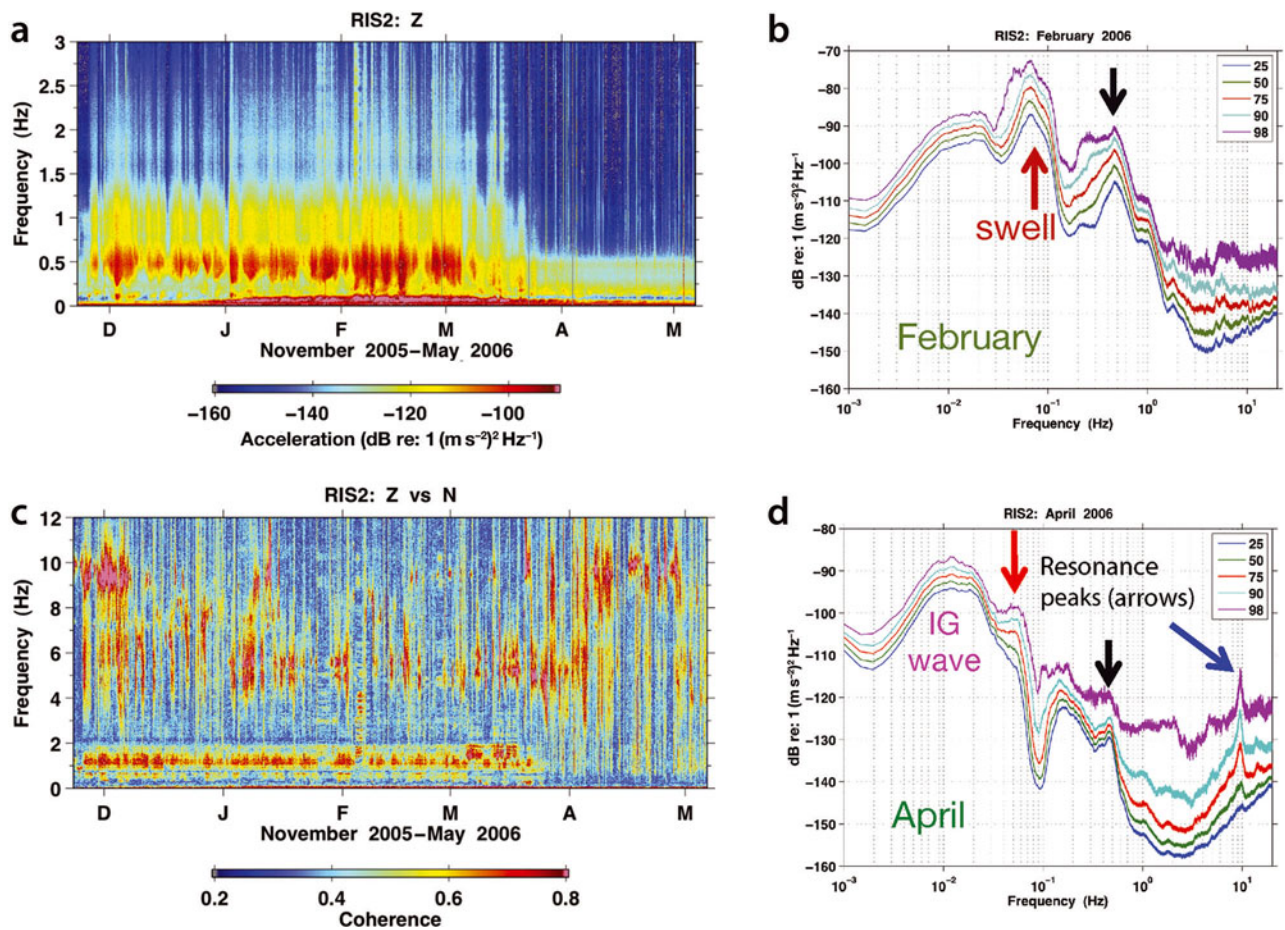 a
RIS2: Z
Frequency (Hz)
3
2.5
2
1.5
1
0.5
0
D J F M A M
November 2005–May 2006
−160 −140 −120 −100
Acceleration (dB re: 1 (m s−2)2 Hz−1)
b
RIS2: February 2006
dB re: 1 (m s−2)2 Hz−1
−70
−80
−90
−100
−110
−120
−130
−140
−150
−160
25
50
75
90
98
swell
February
10−3 10−2 10−1 100 101
Frequency (Hz)
c
RIS2: Z vs N
Frequency (Hz)
12
10
8
6
4
2
0
D J F M A M
November 2005–May 2006
0.2 0.4 0.6 0.8
Coherence
d
RIS2: April 2006
dB re: 1 (m s−2)2 Hz−1
−80
−90
−100
−110
−120
−130
−140
−150
−160
25
50
75
90
98
Resonance
peaks (arrows)
IG
wave
April
10−3 10−2 10−1 100 101
Frequency (Hz)